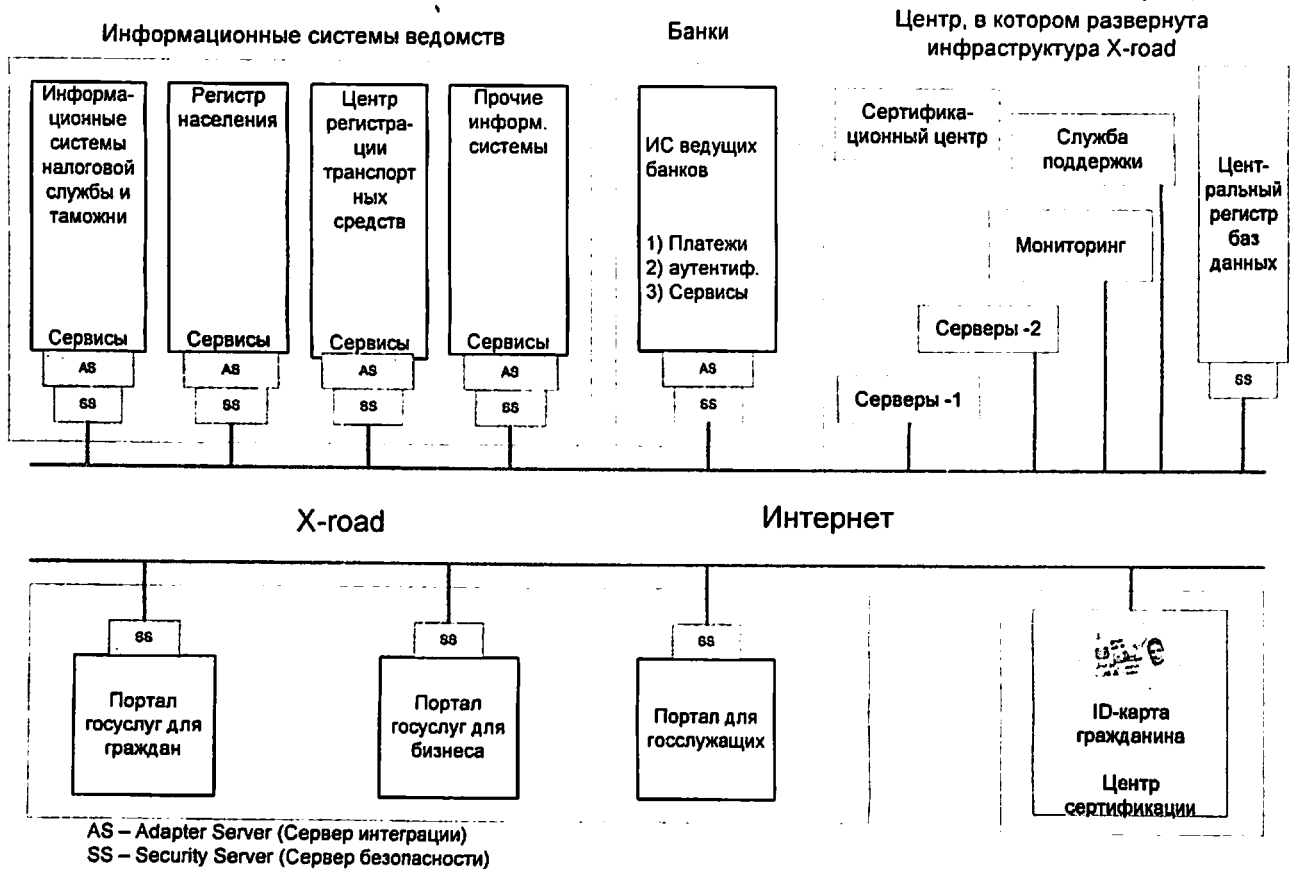 Информационные системы ведомств
Банки
Центр, в котором развернута
инфраструктура X-road
Информа-
ционные
системы
налоговой
службы и
таможни
Сервисы
AS
SS
Регистр
населения
Сервисы
AS
SS
Центр
регистра-
ции
транспорт
ных
средств
Сервисы
AS
SS
Прочие
информ.
системы
Сервисы
AS
SS
ИС ведущих
банков
1) Платежи
2) аутентиф.
3) Сервисы
AS
SS
Сертифика-
ционный центр
Служба
поддержки
Мониторинг
Серверы -2
Серверы -1
Цент-
ральный
регистр
баз
данных
SS
X-road
Интернет
SS
Портал
госуслуг для
граждан
SS
Портал
госуслуг для
бизнеса
SS
Портал для
госслужащих
ID-карта
гражданина
Центр
сертификации
AS – Adapter Server (Сервер интеграции)
SS – Security Server (Сервер безопасности)